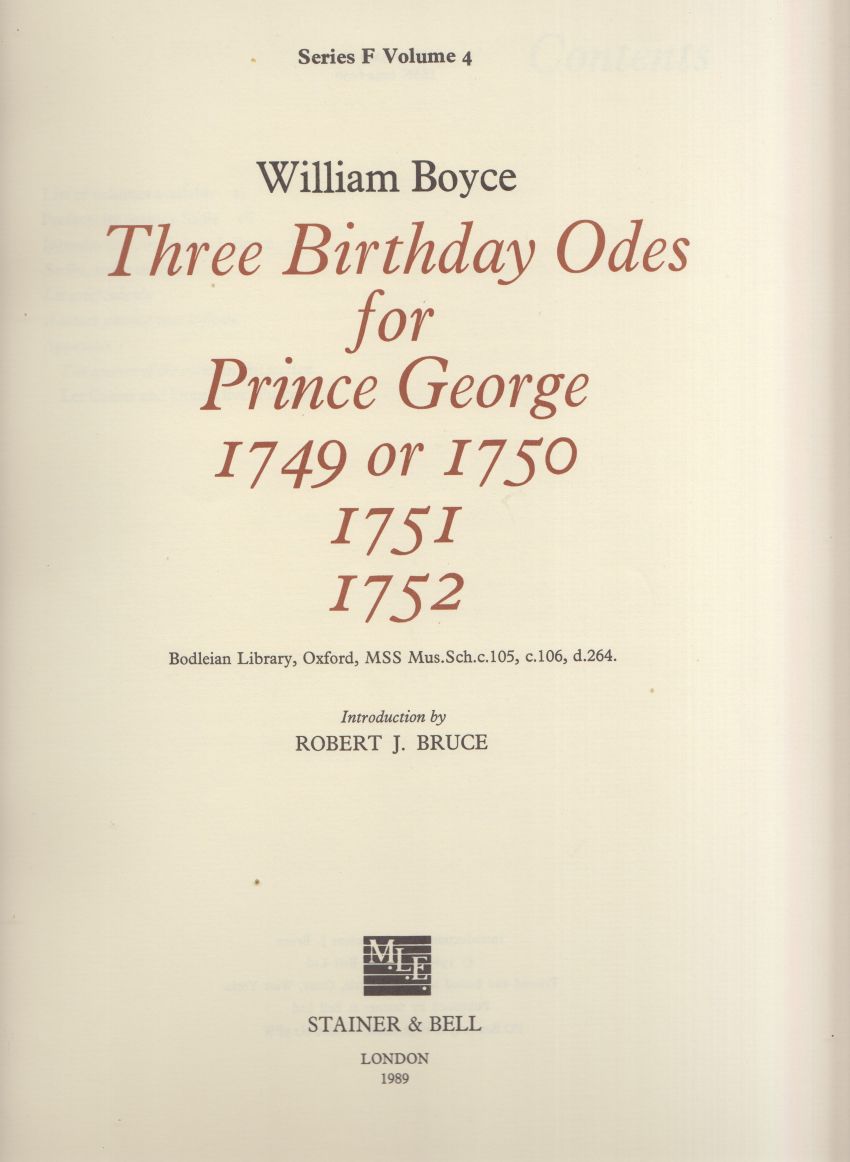 Series F Volume 4
Contents
William Boyce
Three Birthday Odes
for
Prince George
1749 or 1750
1751
1752
Bodleian Library, Oxford, MSS Mus.Sch.c.105, c.106, d.264.
Introduction by
ROBERT J. BRUCE
M.L.E.
STAINER & BELL
LONDON
1989